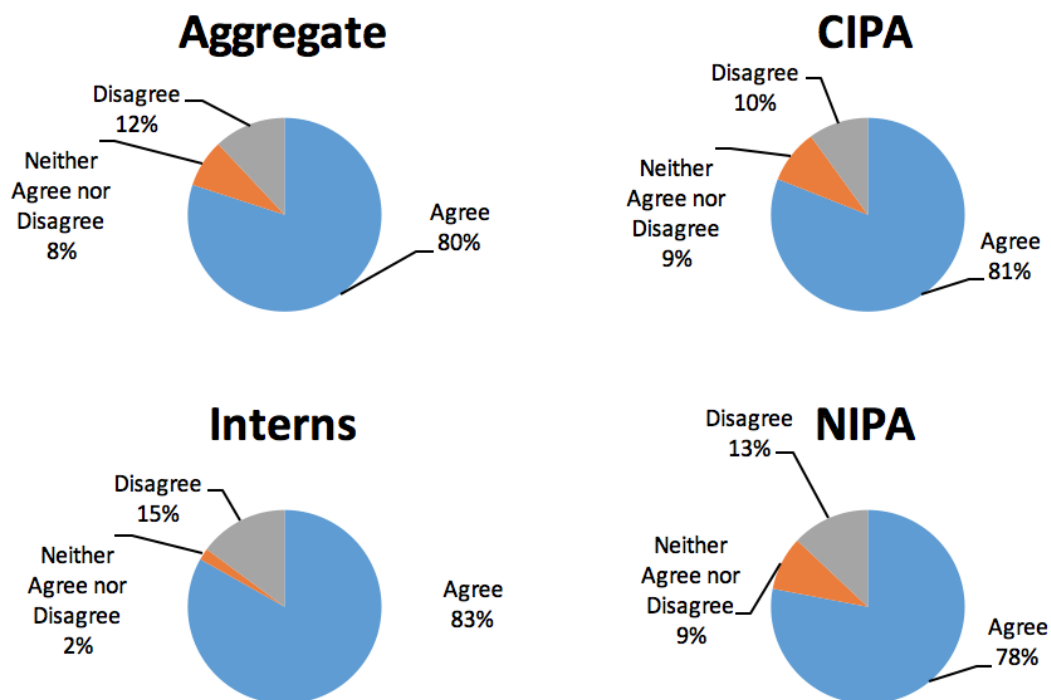 Aggregate
Disagree
12%
Neither
Agree nor
Disagree
8%
Agree
80%
CIPA
Disagree
10%
Neither
Agree nor
Disagree
9%
Agree
81%
Interns
Disagree
15%
Neither
Agree nor
Disagree
2%
Agree
83%
NIPA
Disagree
13%
Neither
Agree nor
Disagree
9%
Agree
78%